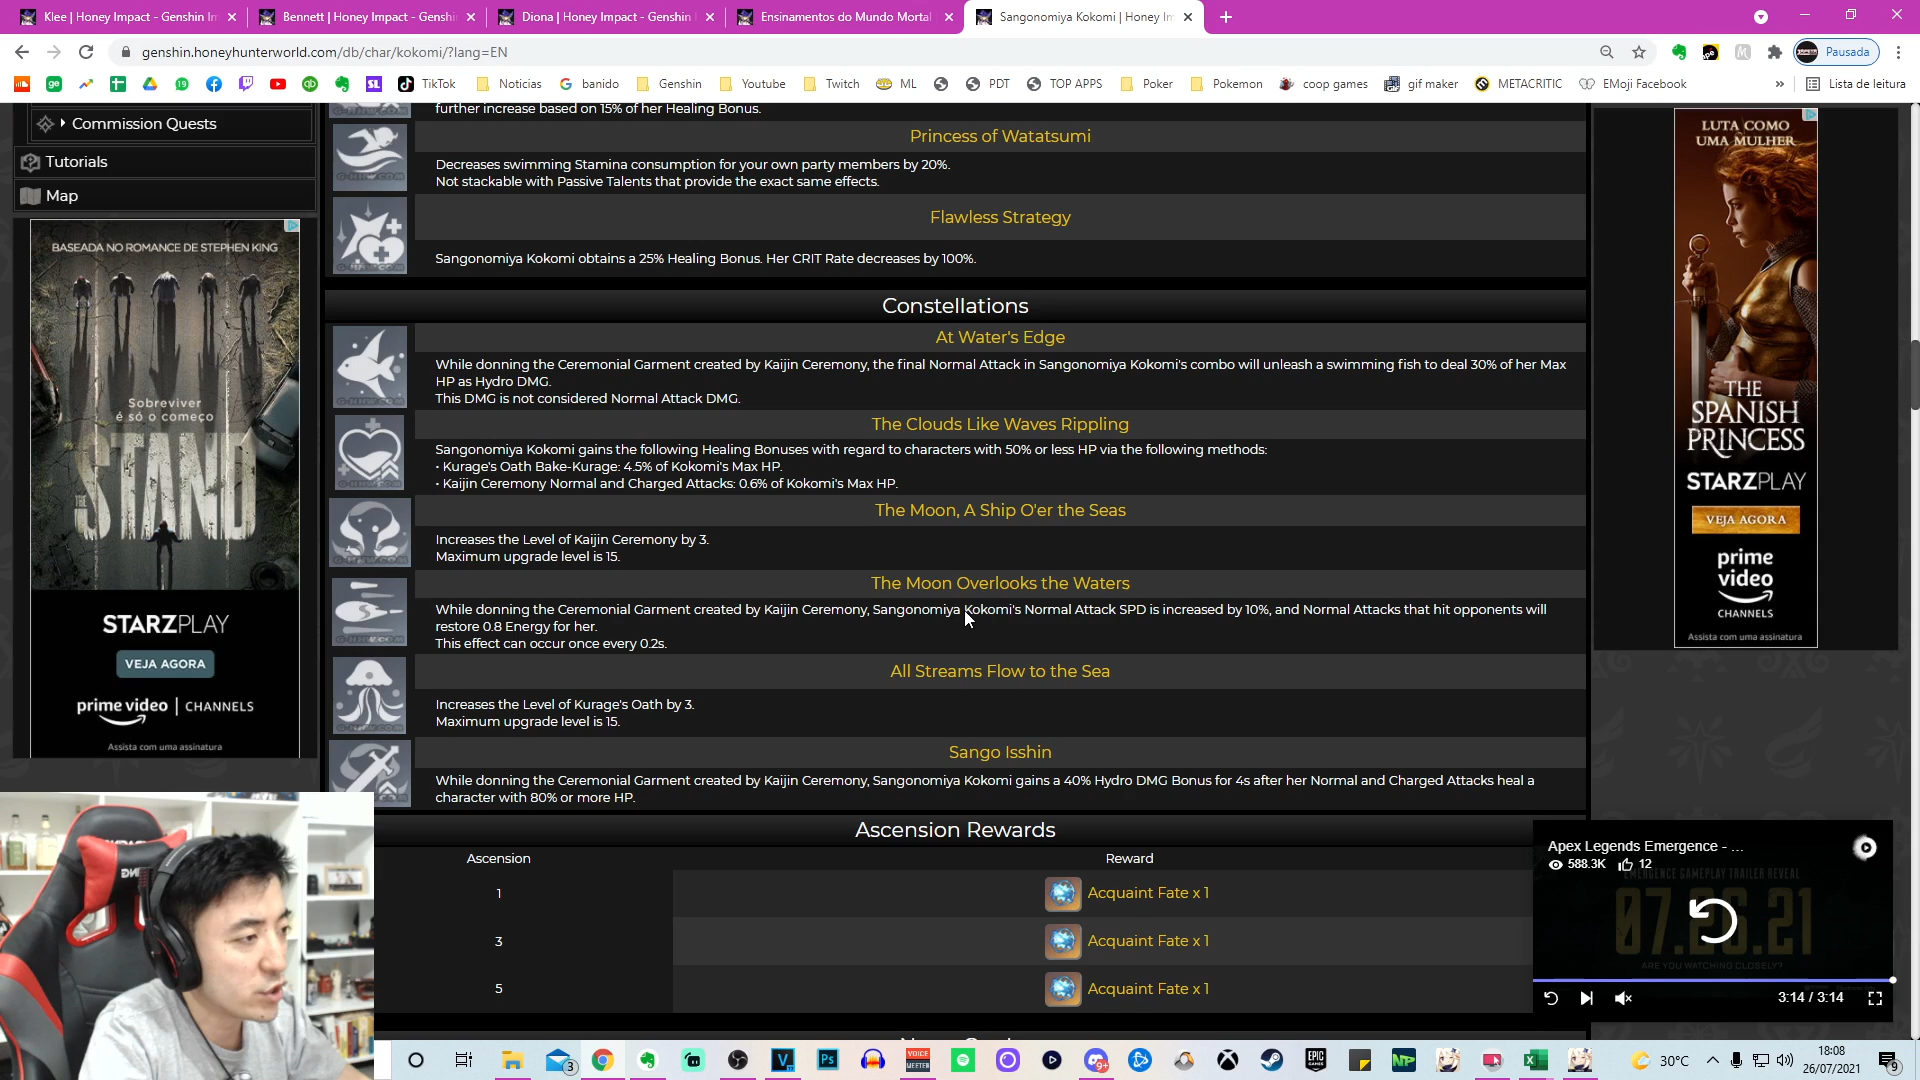 Klee | Honey Impact - Genshin Im
Bennett | Honey Impact - Genshi
Diona | Honey Impact - Genshin
Ensinamentos do Mundo Mortal
Sangonomiya Kokomi | Honey Im
genshin.honeyhunterworld.com/db/char/kokomi/?lang=EN
Pausada
TikTok
Noticias
banido
Genshin
Youtube
Twitch
ML
PDT
TOP APPS
Poker
Pokemon
coop games
gif maker
METACRITIC
EMoji Facebook
»
Lista de leitura
Commission Quests
Tutorials
Map
BASEADA NO ROMANCE DE STEPHEN KING
Sobreviver
é só o começo
THE STAND
STARZPLAY
VEJA AGORA
prime video | CHANNELS
Assista com uma assinatura
further increase based on 15% of her Healing Bonus.
Princess of Watatsumi
Decreases swimming Stamina consumption for your own party members by 20%.
Not stackable with Passive Talents that provide the exact same effects.
Flawless Strategy
Sangonomiya Kokomi obtains a 25% Healing Bonus. Her CRIT Rate decreases by 100%.
Constellations
At Water's Edge
While donning the Ceremonial Garment created by Kaijin Ceremony, the final Normal Attack in Sangonomiya Kokomi's combo will unleash a swimming fish to deal 30% of her Max
HP as Hydro DMG.
This DMG is not considered Normal Attack DMG.
The Clouds Like Waves Rippling
Sangonomiya Kokomi gains the following Healing Bonuses with regard to characters with 50% or less HP via the following methods:
• Kurage's Oath Bake-Kurage: 4.5% of Kokomi's Max HP.
• Kaijin Ceremony Normal and Charged Attacks: 0.6% of Kokomi's Max HP.
The Moon, A Ship O'er the Seas
Increases the Level of Kaijin Ceremony by 3.
Maximum upgrade level is 15.
The Moon Overlooks the Waters
While donning the Ceremonial Garment created by Kaijin Ceremony, Sangonomiya Kokomi's Normal Attack SPD is increased by 10%, and Normal Attacks that hit opponents will
restore 0.8 Energy for her.
This effect can occur once every 0.2s.
All Streams Flow to the Sea
Increases the Level of Kurage's Oath by 3.
Maximum upgrade level is 15.
Sango Isshin
While donning the Ceremonial Garment created by Kaijin Ceremony, Sangonomiya Kokomi gains a 40% Hydro DMG Bonus for 4s after her Normal and Charged Attacks heal a
character with 80% or more HP.
Ascension Rewards
Ascension
Reward
1
Acquaint Fate x 1
3
Acquaint Fate x 1
5
Acquaint Fate x 1
LUTA COMO
UMA MULHER
THE
SPANISH
PRINCESS
STARZPLAY
VEJA AGORA
prime
video
CHANNELS
Assista com uma assinatura
Apex Legends Emergence - ...
588.3K
12
EMERGENCE GAMEPLAY TRAILER REVEAL
07.26.21
ARE YOU WATCHING CLOSELY?
3:14 / 3:14
30°C
18:08
26/07/2021